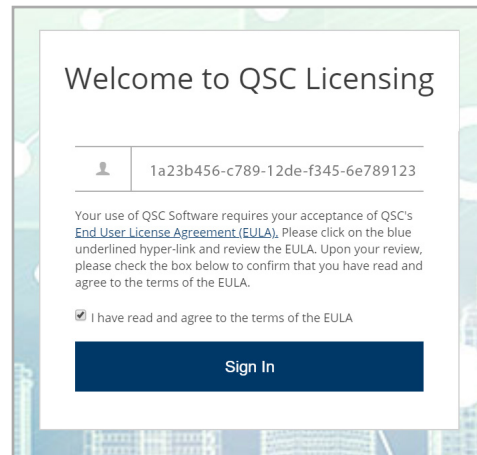 Welcome to QSC Licensing
1a23b456-c789-12de-f345-6e789123
Your use of QSC Software requires your acceptance of QSC's
End User License Agreement (EULA). Please click on the blue
underlined hyper-link and review the EULA. Upon your review,
please check the box below to confirm that you have read and
agree to the terms of the EULA.
I have read and agree to the terms of the EULA
Sign In